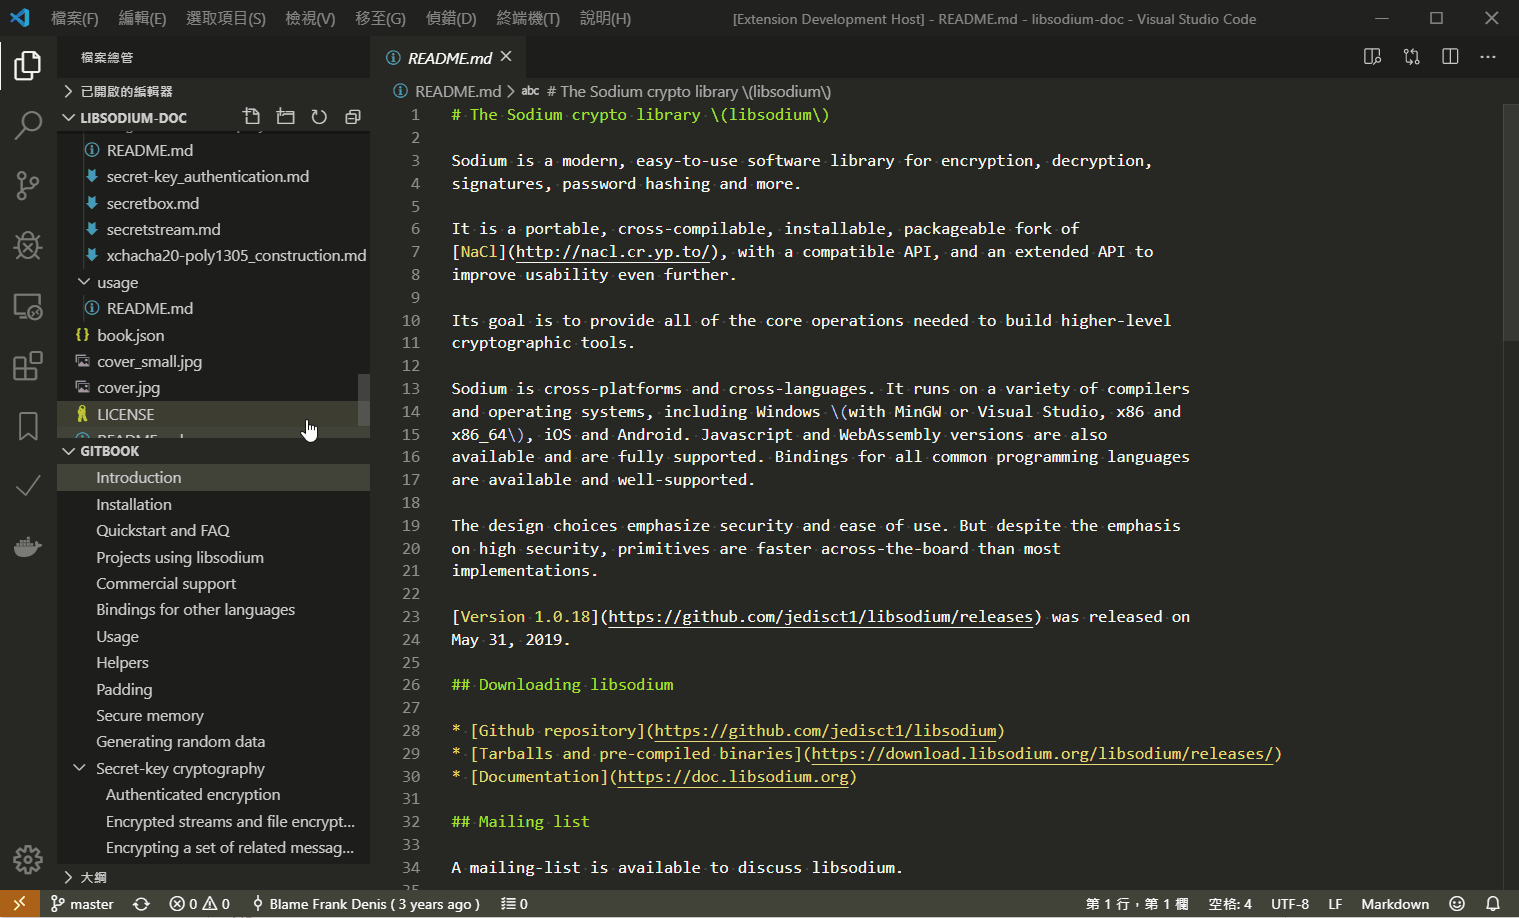 檔案(F) 編輯(E) 選取項目(S) 檢視(V) 移至(G) 偵錯(D) 終端機(T) 說明(H) [Extension Development Host] - README.md - libsodium-doc - Visual Studio Code
檔案總管
已開啟的編輯器
LIBSODIUM-DOC
README.md
secret-key_authentication.md
secretbox.md
secretstream.md
xchacha20-poly1305_construction.md
usage
README.md
book.json
cover_small.jpg
cover.jpg
LICENSE
README.md
GITBOOK
Introduction
Installation
Quickstart and FAQ
Projects using libsodium
Commercial support
Bindings for other languages
Usage
Helpers
Padding
Secure memory
Generating random data
Secret-key cryptography
Authenticated encryption
Encrypted streams and file encrypt...
Encrypting a set of related messag...
大綱
README.md
README.md > abc # The Sodium crypto library \(libsodium\)
1 # The Sodium crypto library \(libsodium\)
2
3 Sodium is a modern, easy-to-use software library for encryption, decryption,
4 signatures, password hashing and more.
5
6 It is a portable, cross-compilable, installable, packageable fork of
7 [NaCl](http://nacl.cr.yp.to/), with a compatible API, and an extended API to
8 improve usability even further.
9
10 Its goal is to provide all of the core operations needed to build higher-level
11 cryptographic tools.
12
13 Sodium is cross-platforms and cross-languages. It runs on a variety of compilers
14 and operating systems, including Windows \(with MinGW or Visual Studio, x86 and
15 x86_64\), iOS and Android. Javascript and WebAssembly versions are also
16 available and are fully supported. Bindings for all common programming languages
17 are available and well-supported.
18
19 The design choices emphasize security and ease of use. But despite the emphasis
20 on high security, primitives are faster across-the-board than most
21 implementations.
22
23 [Version 1.0.18](https://github.com/jedisct1/libsodium/releases) was released on
24 May 31, 2019.
25
26 ## Downloading libsodium
27
28 * [Github repository](https://github.com/jedisct1/libsodium)
29 * [Tarballs and pre-compiled binaries](https://download.libsodium.org/libsodium/releases/)
30 * [Documentation](https://doc.libsodium.org)
31
32 ## Mailing list
33
34 A mailing-list is available to discuss libsodium.
35
master 0 0 Blame Frank Denis ( 3 years ago ) 0 第 1 行，第 1 欄 空格: 4 UTF-8 LF Markdown